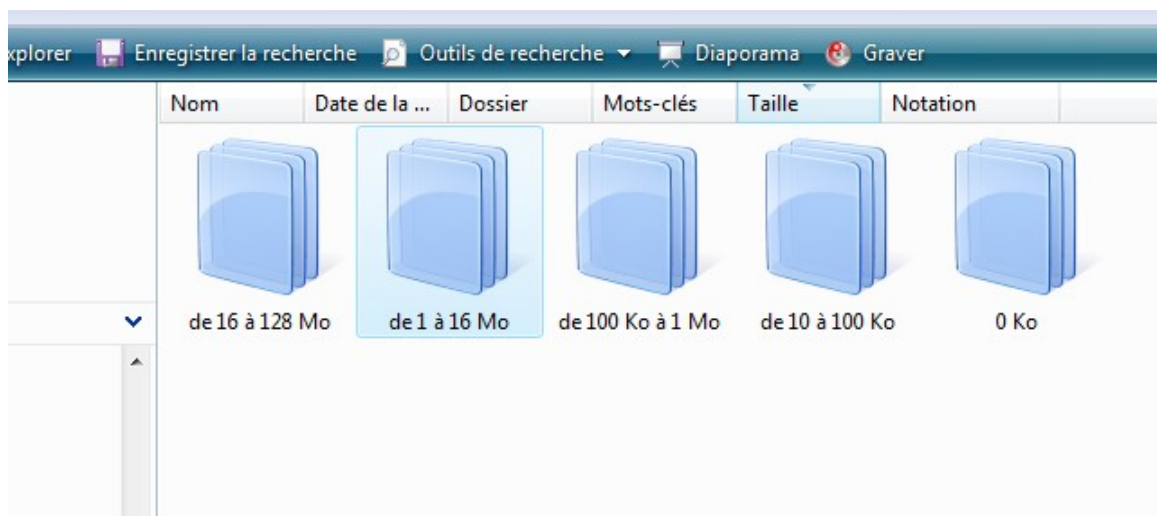 xplorer Enregistrer la recherche Outils de recherche Diaporama Graver
Nom Date de la ... Dossier Mots-clés Taille Notation
de 16 à 128 Mo de 1 à 16 Mo de 100 Ko à 1 Mo de 10 à 100 Ko 0 Ko